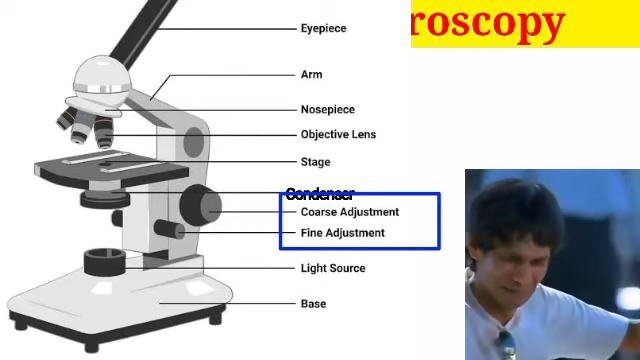 roscopy
Eyepiece
Arm
Nosepiece
Objective Lens
Stage
Condenser
Coarse Adjustment
Fine Adjustment
Light Source
Base